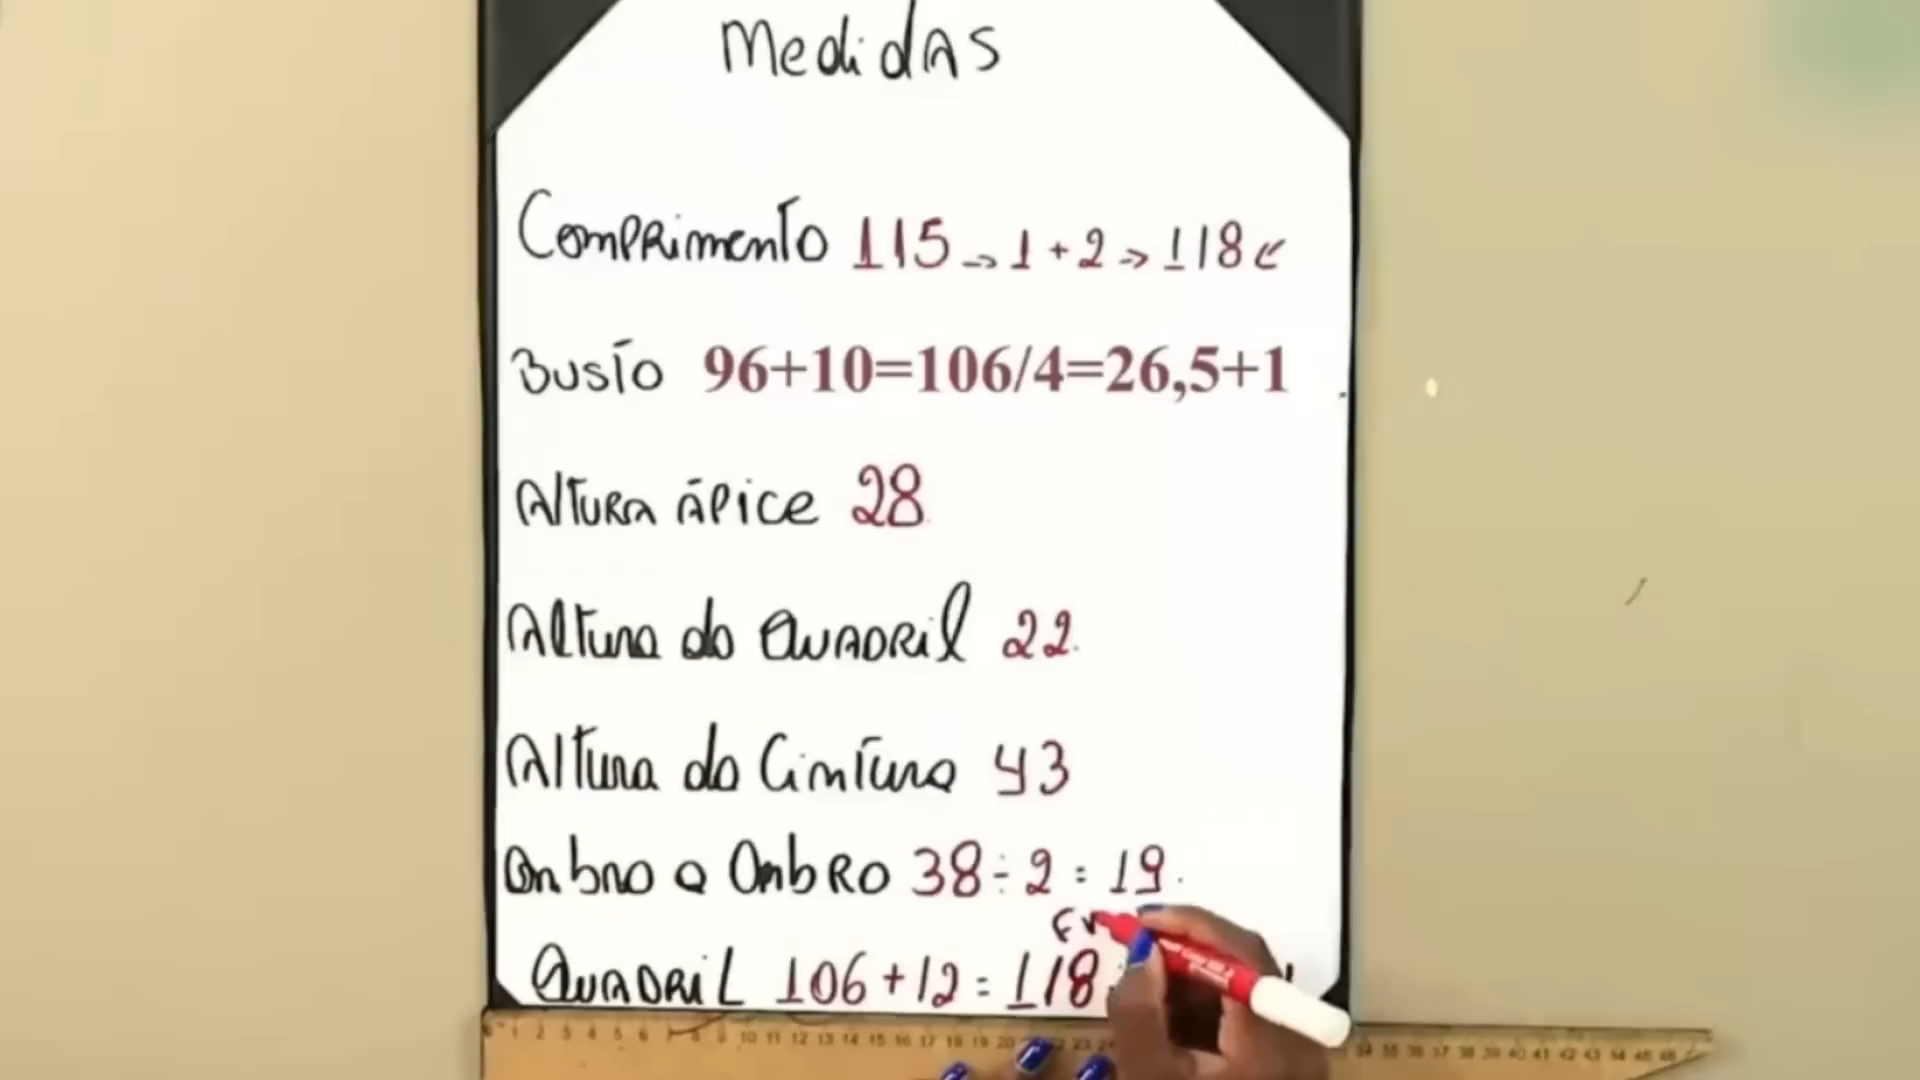 Medidas
Comprimento 115 → 1 + 2 → 118
Busto 96+10=106/4=26,5+1
Altura ápice 28
Altura do Quadril 22
Altura da Cintura 43
Ombro a Ombro 38 ÷ 2 = 19
Quadril 106 + 12 = 118